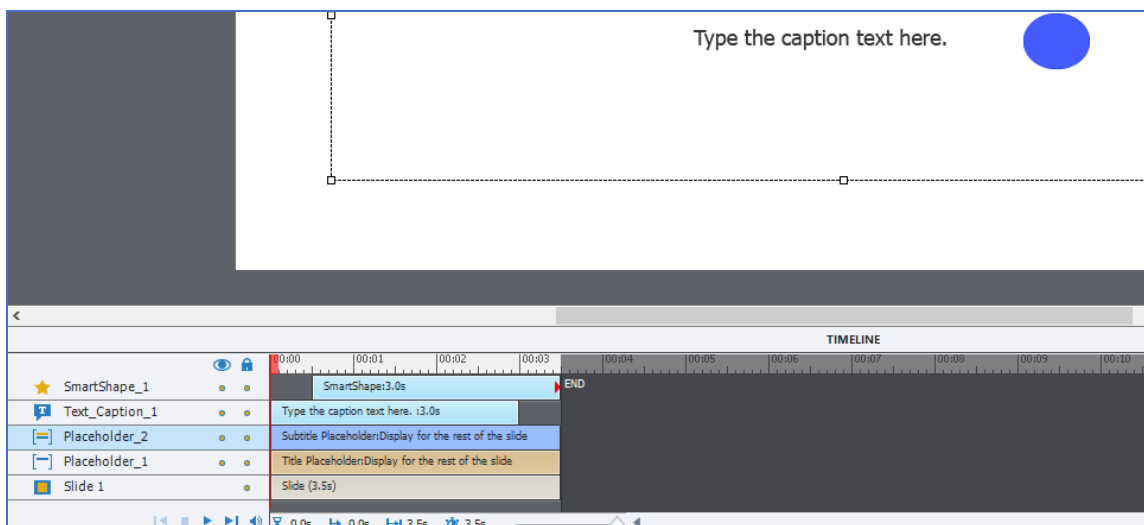 Type the caption text here.
TIMELINE
00:00 00:01 00:02 00:03 00:04 00:05 00:06 00:07 00:08 00:09 00:10
SmartShape_1 SmartShape:3.0s END
Text_Caption_1 Type the caption text here. :3.0s
Placeholder_2 Subtitle Placeholder:Display for the rest of the slide
Placeholder_1 Title Placeholder:Display for the rest of the slide
Slide 1 Slide (3.5s)
0.0s 0.0s 3.5s 3.5s